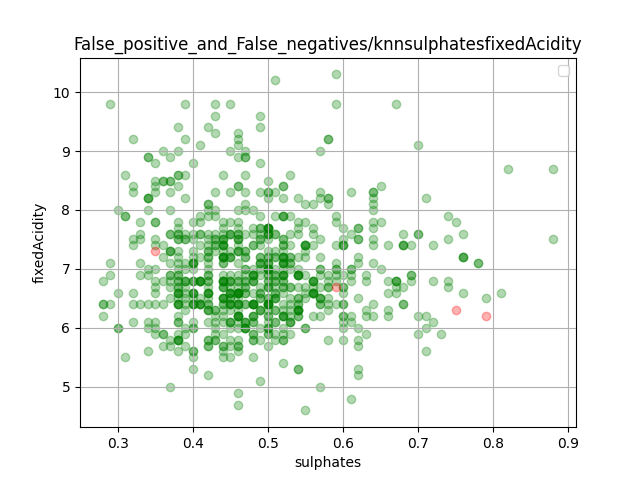 False_positive_and_False_negatives/knnsulphatesfixedAcidity
10
9
8
7
6
5
fixedAcidity
0.3 0.4 0.5 0.6 0.7 0.8 0.9
sulphates